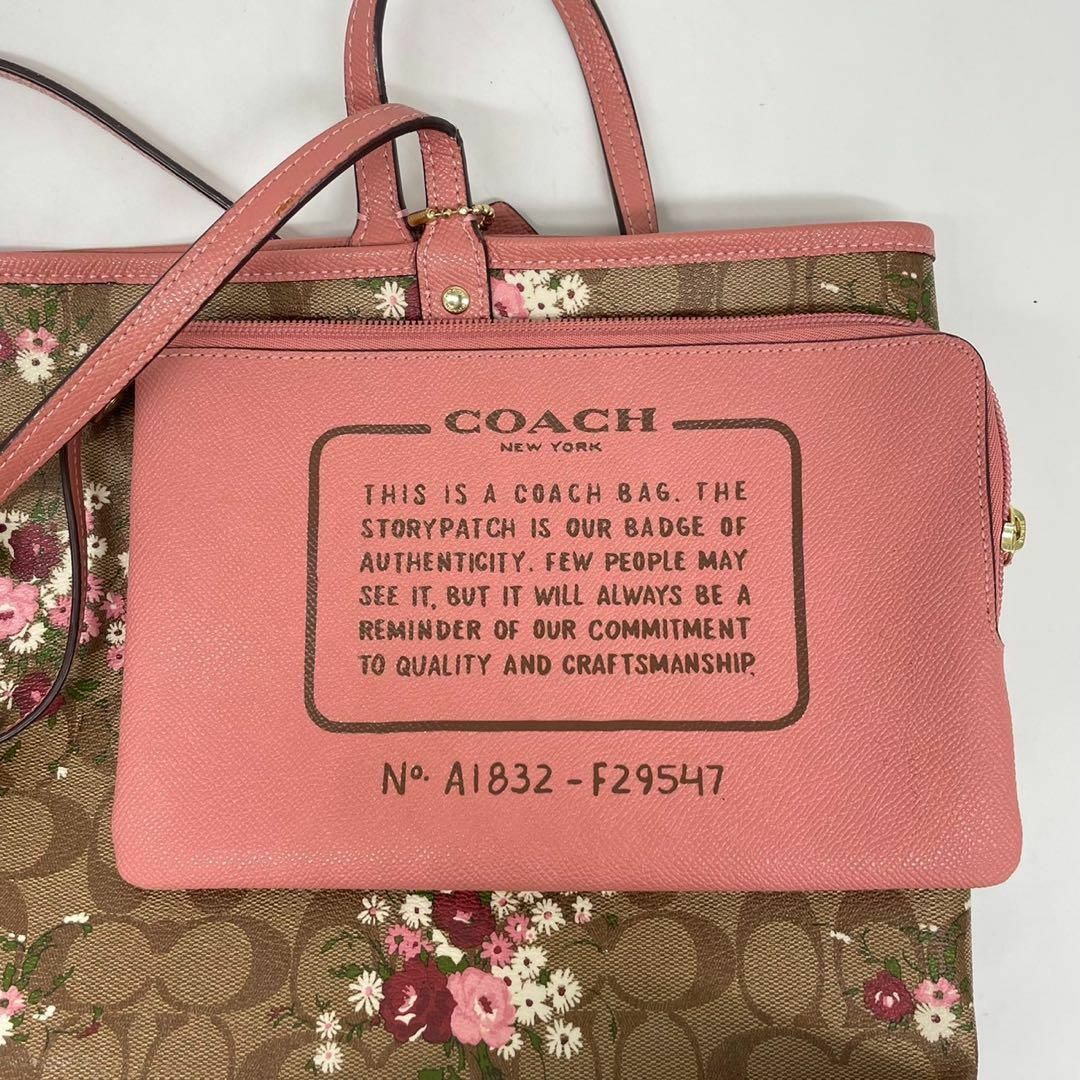 COACH
NEW YORK
THIS IS A COACH BAG. THE
STORYPATCH IS OUR BADGE OF
AUTHENTICITY. FEW PEOPLE MAY
SEE IT, BUT IT WILL ALWAYS BE A
REMINDER OF OUR COMMITMENT
TO QUALITY AND CRAFTSMANSHIP.
No. A1832-F29547